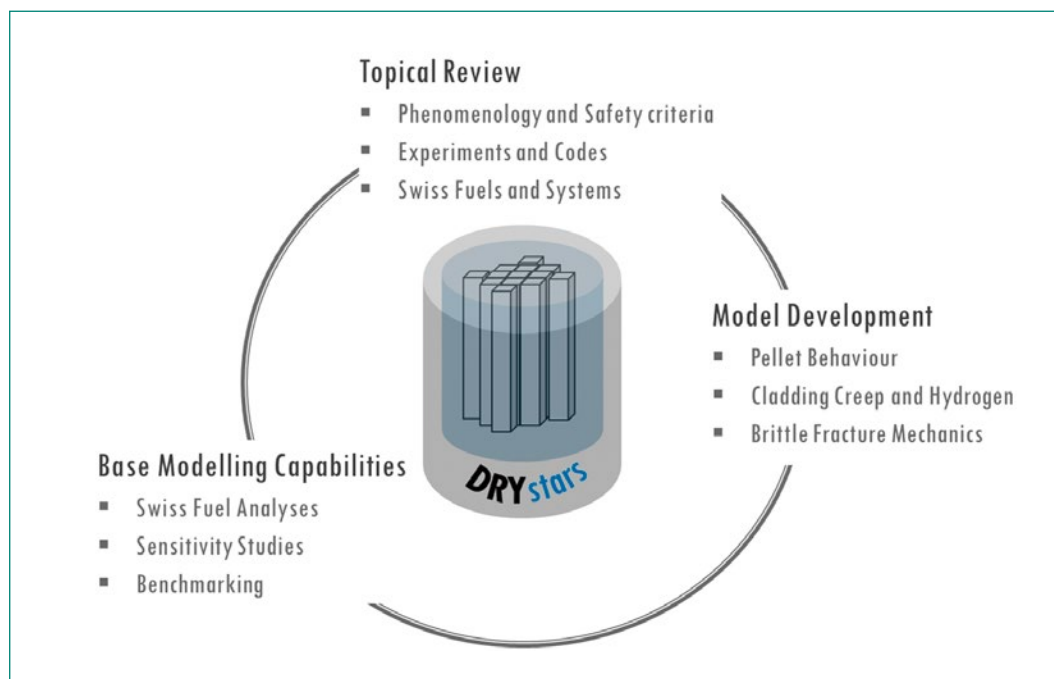 Topical Review
▪ Phenomenology and Safety criteria
▪ Experiments and Codes
▪ Swiss Fuels and Systems
Model Development
▪ Pellet Behaviour
▪ Cladding Creep and Hydrogen
▪ Brittle Fracture Mechanics
Base Modelling Capabilities
▪ Swiss Fuel Analyses
▪ Sensitivity Studies
▪ Benchmarking
DRYstars